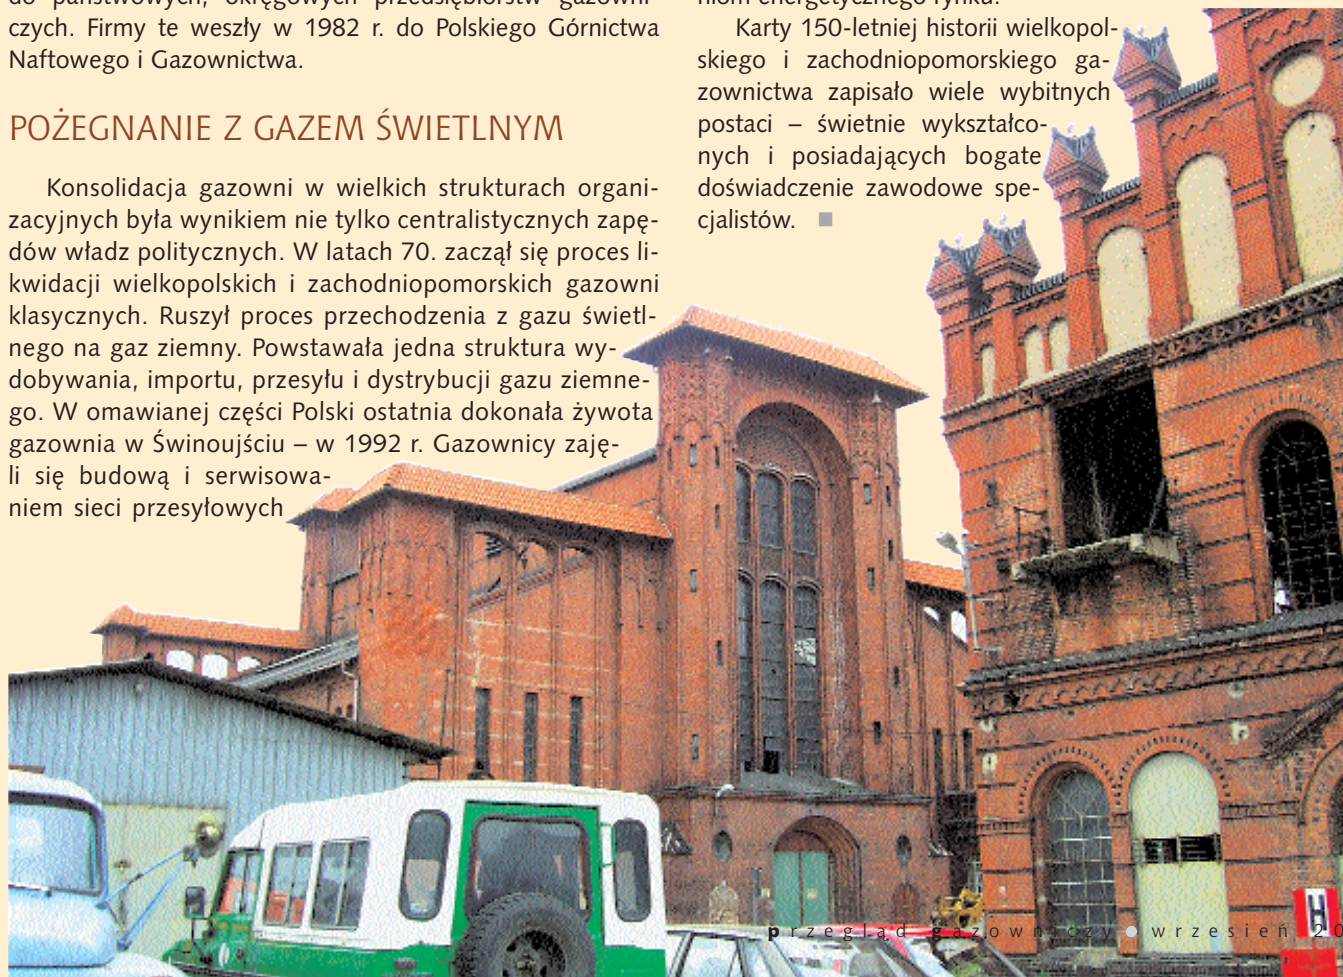 do państwowych, okręgowych przedsiębiorstw gazowni-
czych. Firmy te weszły w 1982 r. do Polskiego Górnictwa
Naftowego i Gazownictwa.
POŻEGNANIE Z GAZEM ŚWIETLNYM
Konsolidacja gazowni w wielkich strukturach organi-
zacyjnych była wynikiem nie tylko centralistycznych zapę-
dów władz politycznych. W latach 70. zaczął się proces li-
kwidacji wielkopolskich i zachodniopomorskich gazowni
klasycznych. Ruszył proces przechodzenia z gazu świetl-
nego na gaz ziemny. Powstawała jedna struktura wy-
dobywania, importu, przesyłu i dystrybucji gazu ziemne-
go. W omawianej części Polski ostatnia dokonała żywota
gazownia w Świnoujściu – w 1992 r. Gazownicy zaję-
li się budową i serwisowa-
niem sieci przesyłowych
niom energetycznego rynku.
Karty 150-letniej historii wielkopol-
skiego i zachodniopomorskiego ga-
zownictwa zapisało wiele wybitnych
postaci – świetnie wykształco-
nych i posiadających bogate
doświadczenie zawodowe spe-
cjalistów.
H
przegląd gazowniczy ● wrzesień 20